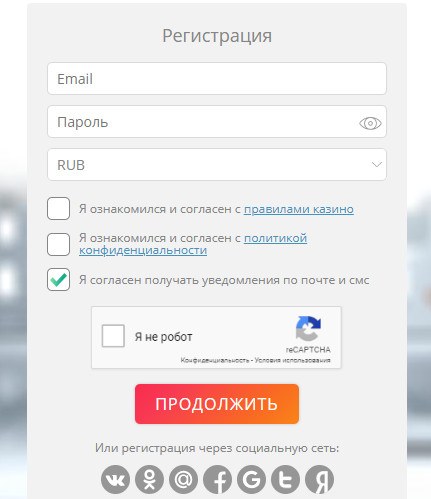 Регистрация
Email
Пароль
RUB
Я ознакомился и согласен с правилами казино
Я ознакомился и согласен с политикой
конфиденциальности
Я согласен получать уведомления по почте и смс
Я не робот
reCAPTCHA
Конфиденциальность - Условия использования
ПРОДОЛЖИТЬ
Или регистрация через социальную сеть: